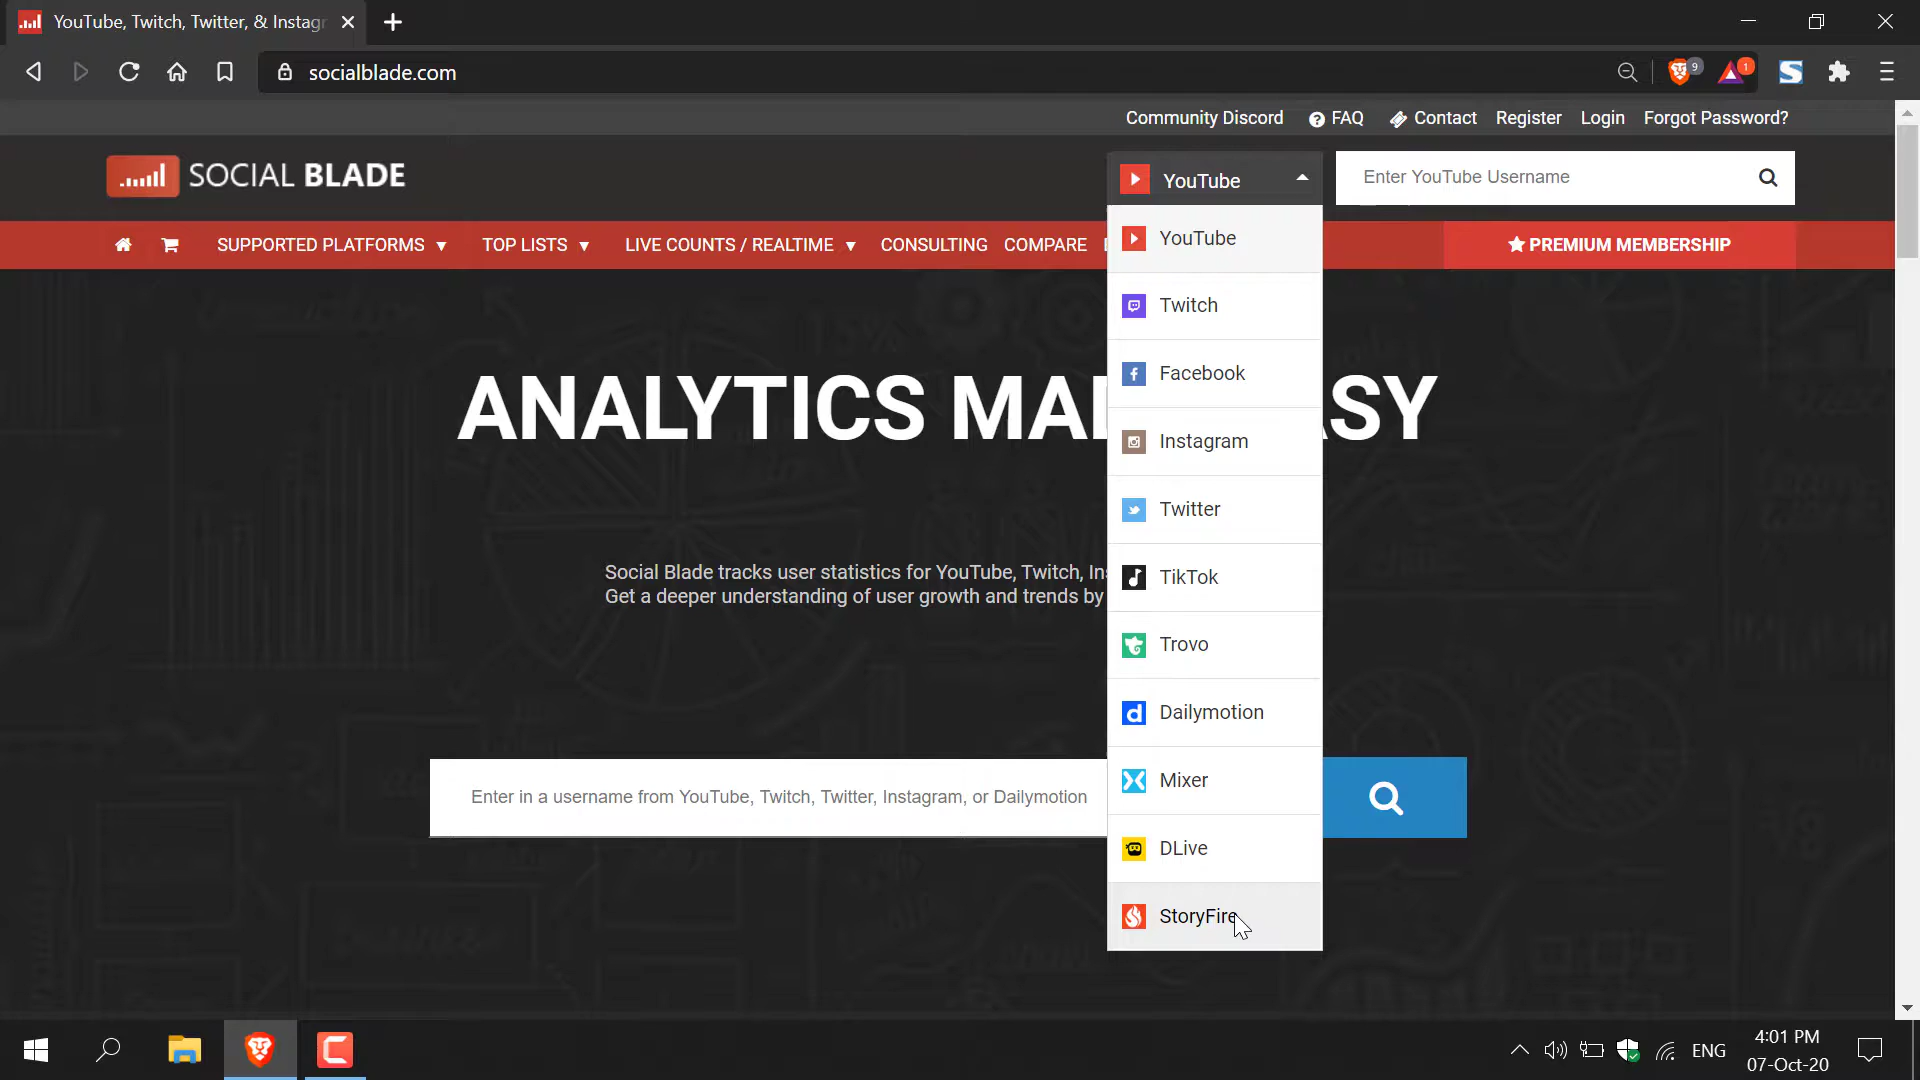 YouTube, Twitch, Twitter, & Instagr
socialblade.com
9
1
Community Discord
FAQ
Contact
Register
Login
Forgot Password?
SOCIAL BLADE
YouTube
Enter YouTube Username
SUPPORTED PLATFORMS ▼
TOP LISTS ▼
LIVE COUNTS / REALTIME ▼
CONSULTING
COMPARE
PREMIUM MEMBERSHIP
YouTube
Twitch
Facebook
Instagram
Twitter
TikTok
Trovo
Dailymotion
Mixer
DLive
StoryFire
ANALYTICS MAD ASY
Social Blade tracks user statistics for YouTube, Twitch, In
Get a deeper understanding of user growth and trends by
Enter in a username from YouTube, Twitch, Twitter, Instagram, or Dailymotion
ENG
4:01 PM
07-Oct-20